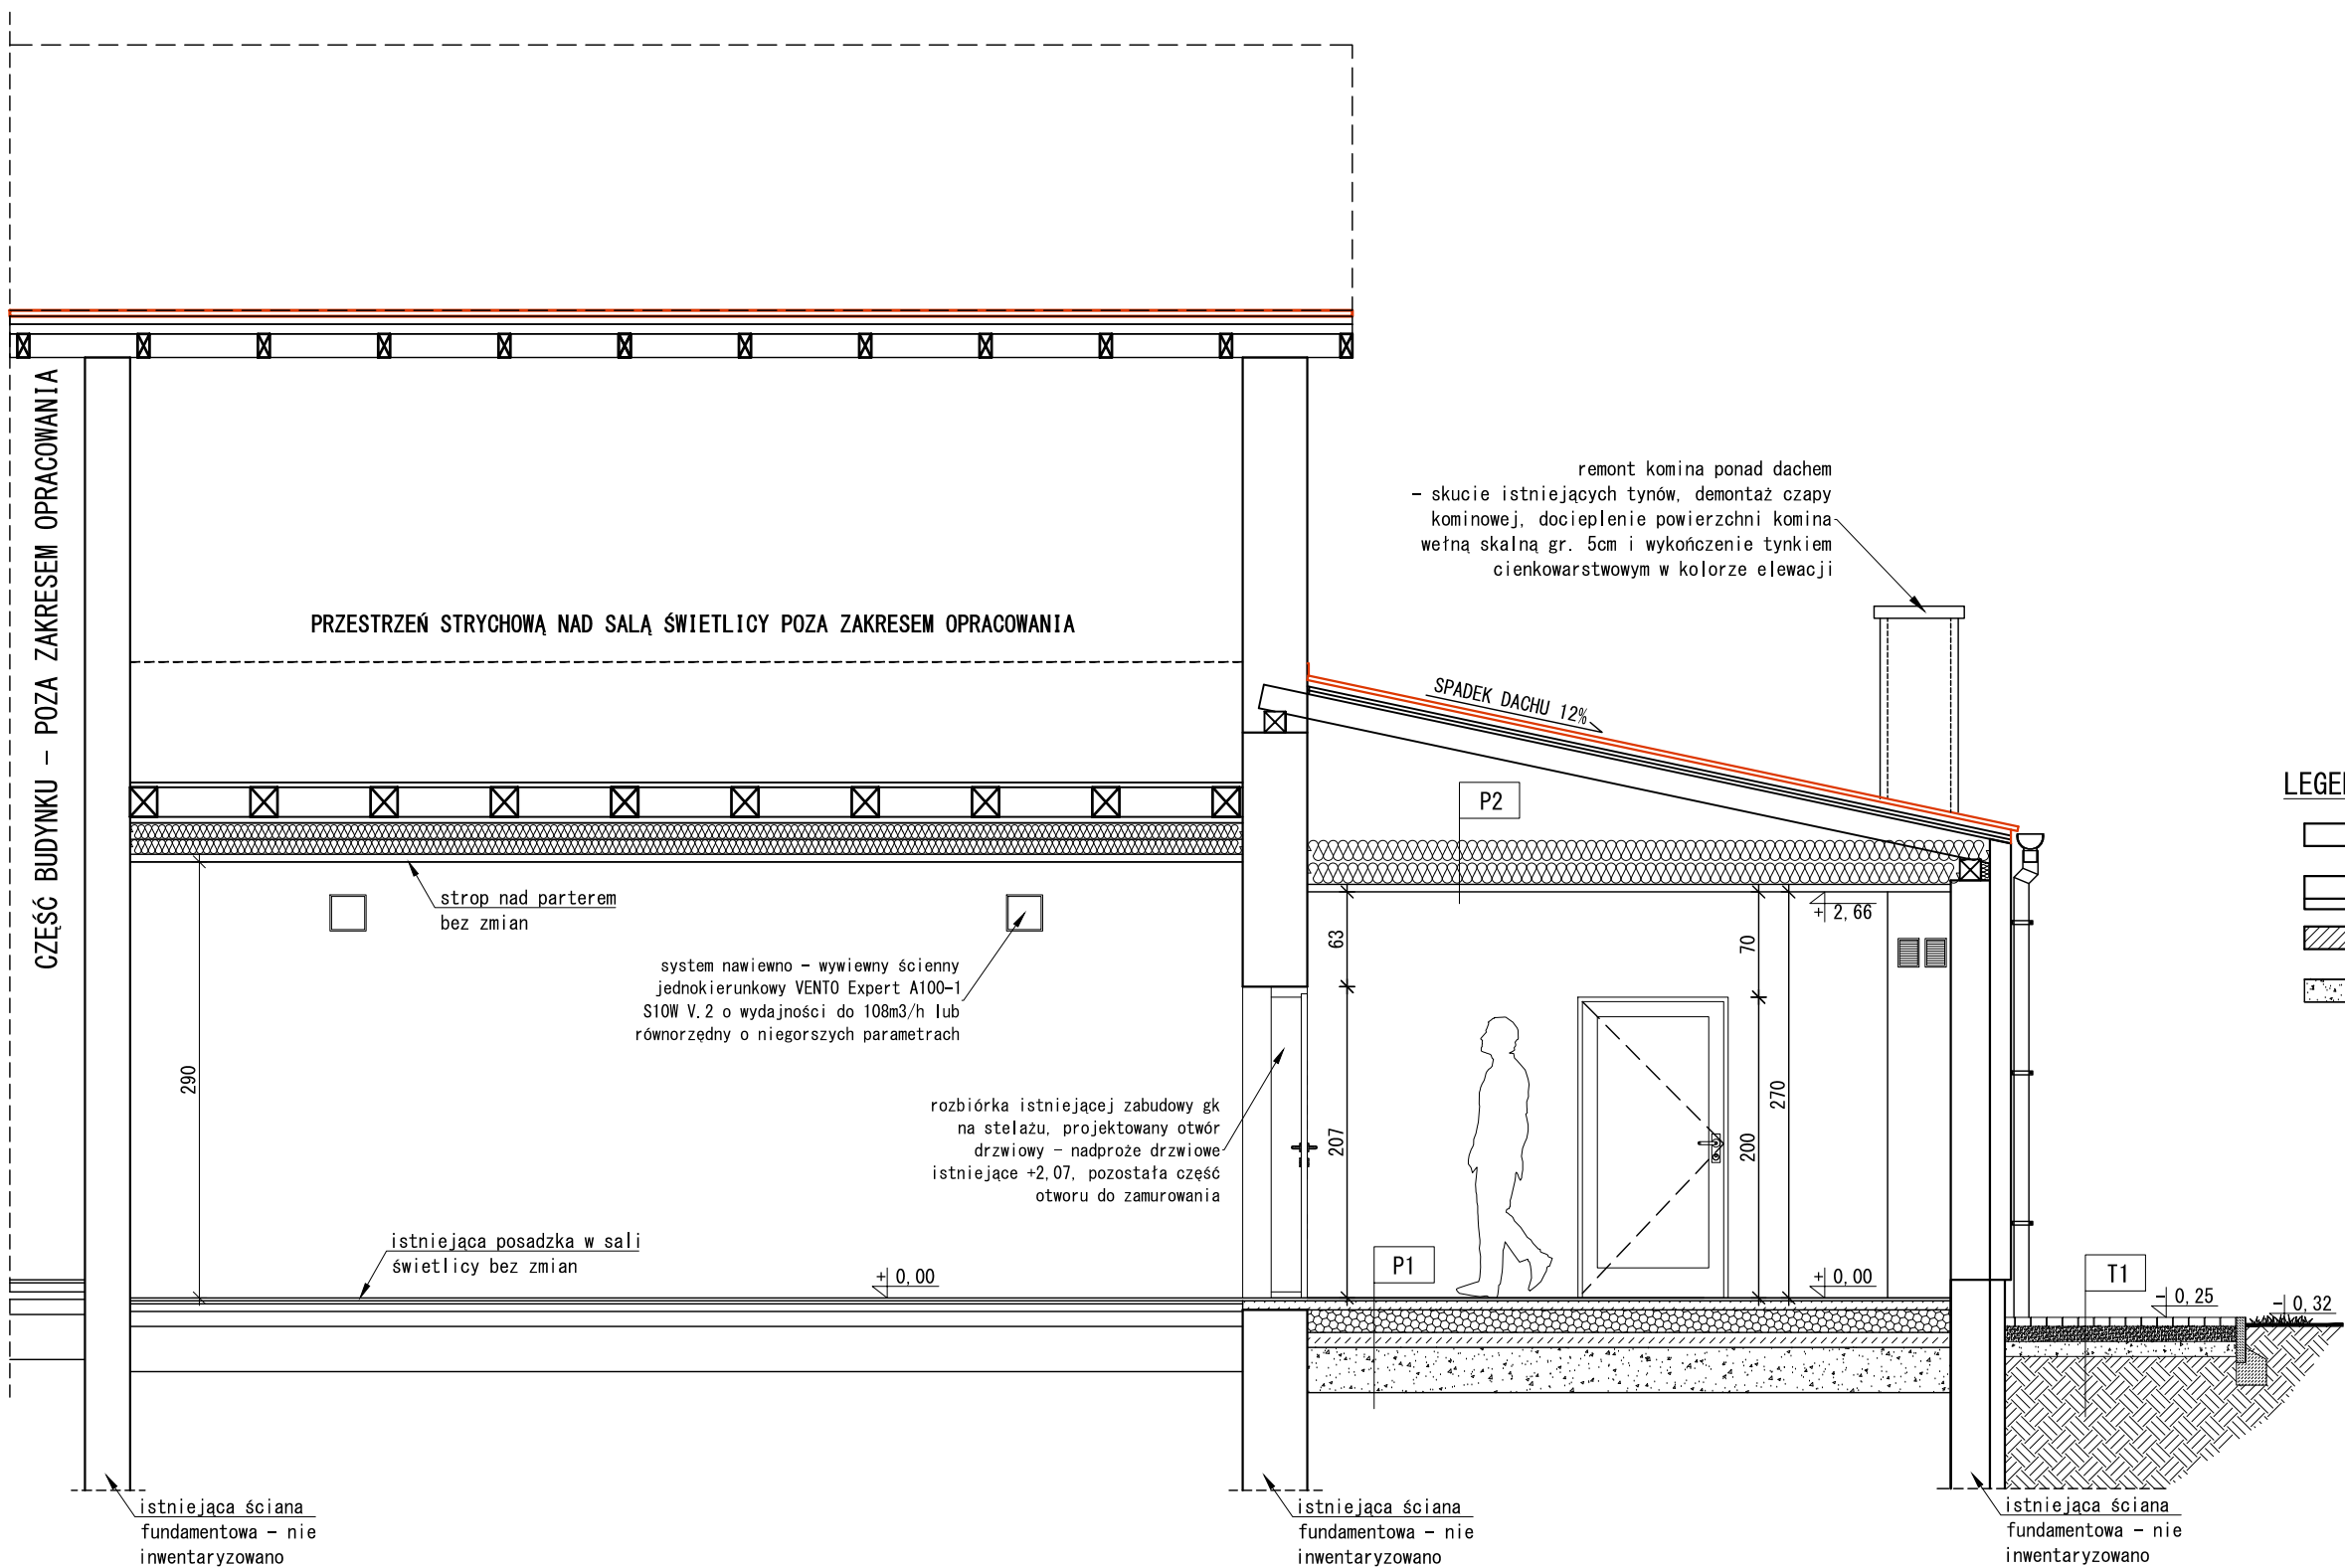 CZĘŚĆ BUDYNKU - POZA ZAKRESEM OPRACOWANIA
remont komina ponad dachem
- skucie istniejących tynów, demontaż czapy
kominowej, docieplenie powierzchni komina
wełną skalną gr. 5cm i wykończenie tynkiem
cienkowarstwowym w kolorze elewacji
PRZESTRZEŃ STRYCHOWĄ NAD SALĄ ŚWIETLICY POZA ZAKRESEM OPRACOWANIA
SPADEK DACHU 12%
P2
strop nad parterem
bez zmian
+ 2,66
63
70
system nawiewno - wywiewny ścienny
jednokierunkowy VENTO Expert A100-1
S10W V.2 o wydajności do 108m3/h lub
równorzędny o niegorszych parametrach
290
270
207
200
rozbiórka istniejącej zabudowy gk
na stelażu, projektowany otwór
drzwiowy - nadproże drzwiowe
istniejące +2,07, pozostała część
otworu do zamurowania
istniejąca posadzka w sali
świetlicy bez zmian
+ 0,00
P1
+ 0,00
T1
- 0,25
- 0,32
istniejąca ściana
fundamentowa - nie
inwentaryzowano
istniejąca ściana
fundamentowa - nie
inwentaryzowano
istniejąca ściana
fundamentowa - nie
inwentaryzowano